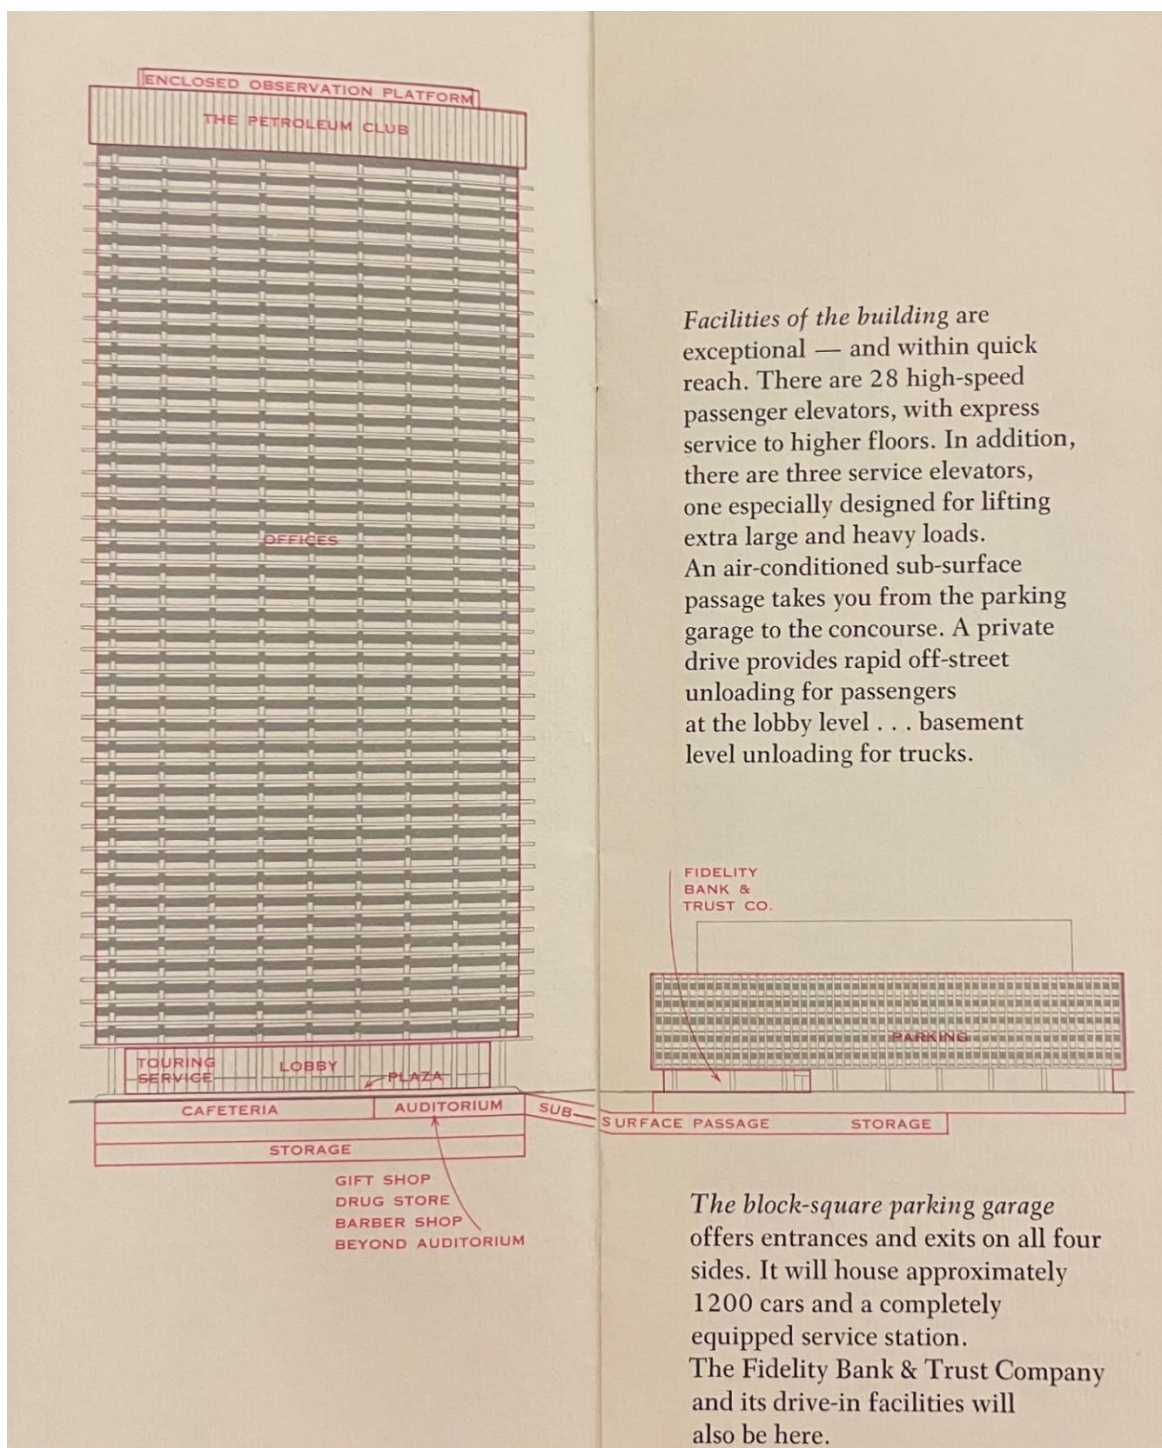 ENCLOSED OBSERVATION PLATFORM
THE PETROLEUM CLUB
OFFICES
TOURING
SERVICE
LOBBY
PLAZA
CAFETERIA
AUDITORIUM
STORAGE
GIFT SHOP
DRUG STORE
BARBER SHOP
BEYOND AUDITORIUM
Facilities of the building are
exceptional — and within quick
reach. There are 28 high-speed
passenger elevators, with express
service to higher floors. In addition,
there are three service elevators,
one especially designed for lifting
extra large and heavy loads.
An air-conditioned sub-surface
passage takes you from the parking
garage to the concourse. A private
drive provides rapid off-street
unloading for passengers
at the lobby level . . . basement
level unloading for trucks.
FIDELITY
BANK &
TRUST CO.
PARKING
SUB-SURFACE PASSAGE
STORAGE
The block-square parking garage
offers entrances and exits on all four
sides. It will house approximately
1200 cars and a completely
equipped service station.
The Fidelity Bank & Trust Company
and its drive-in facilities will
also be here.